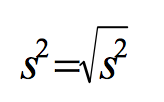 s² = √s²